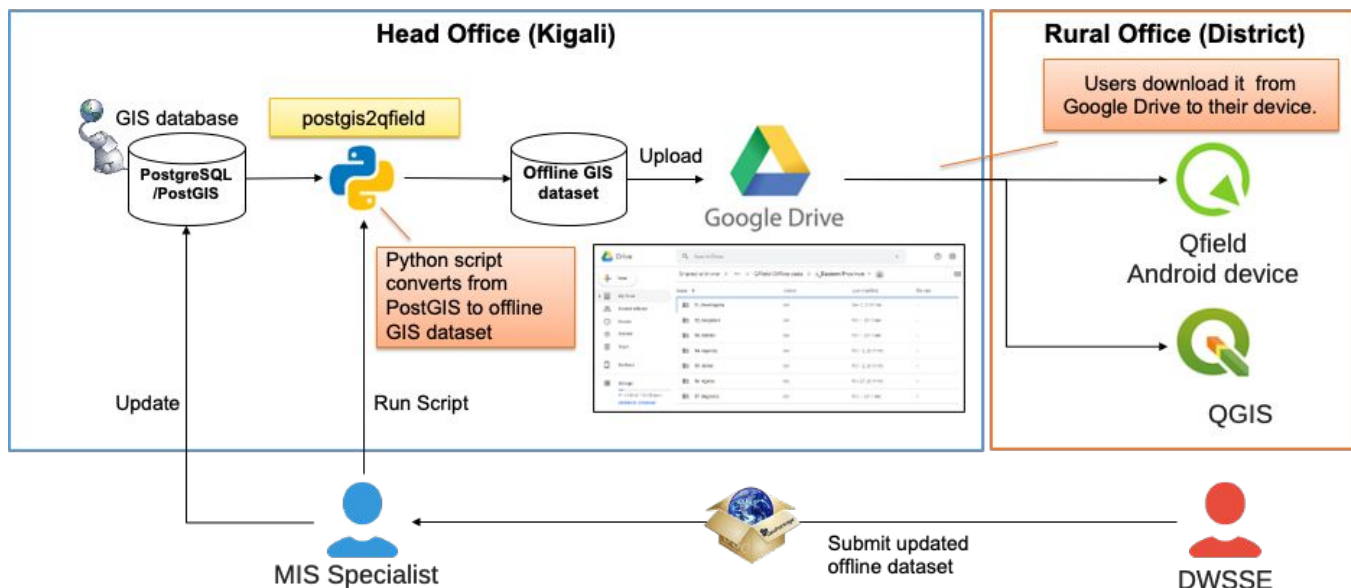 Head Office (Kigali)
Rural Office (District)
Users download it from
Google Drive to their device.
GIS database
postgis2qfield
PostgreSQL
/PostGIS
Offline GIS
dataset
Upload
Google Drive
Qfield
Android device
Python script
converts from
PostGIS to offline
GIS dataset
Drive
QGIS
Update
Run Script
Submit updated
offline dataset
MIS Specialist
DWSSE